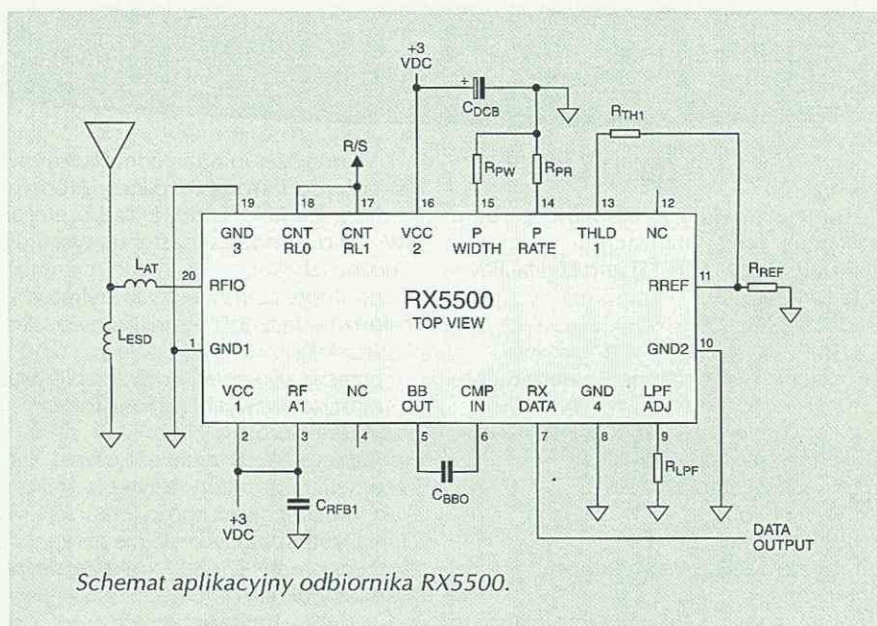 +3
VDC
+
C_DCB
R_TH1
R/S
R_PW
R_PR
19
18
17
16
15
14
13
12
GND
CNT
RL0
CNT
RL1
VCC
2
P
WIDTH
P
RATE
THLD
1
NC
L_AT
20
RFIO
RX5500
TOP VIEW
RREF
11
R_REF
L_ESD
1
GND1
GND2
10
VCC
RF
A1
NC
BB
OUT
CMP
IN
RX
DATA
GND
4
LPF
ADJ
2
3
4
5
6
7
8
9
C_RFB1
C_BBO
R_LPF
+3
VDC
DATA
OUTPUT
Schemat aplikacyjny odbiornika RX5500.